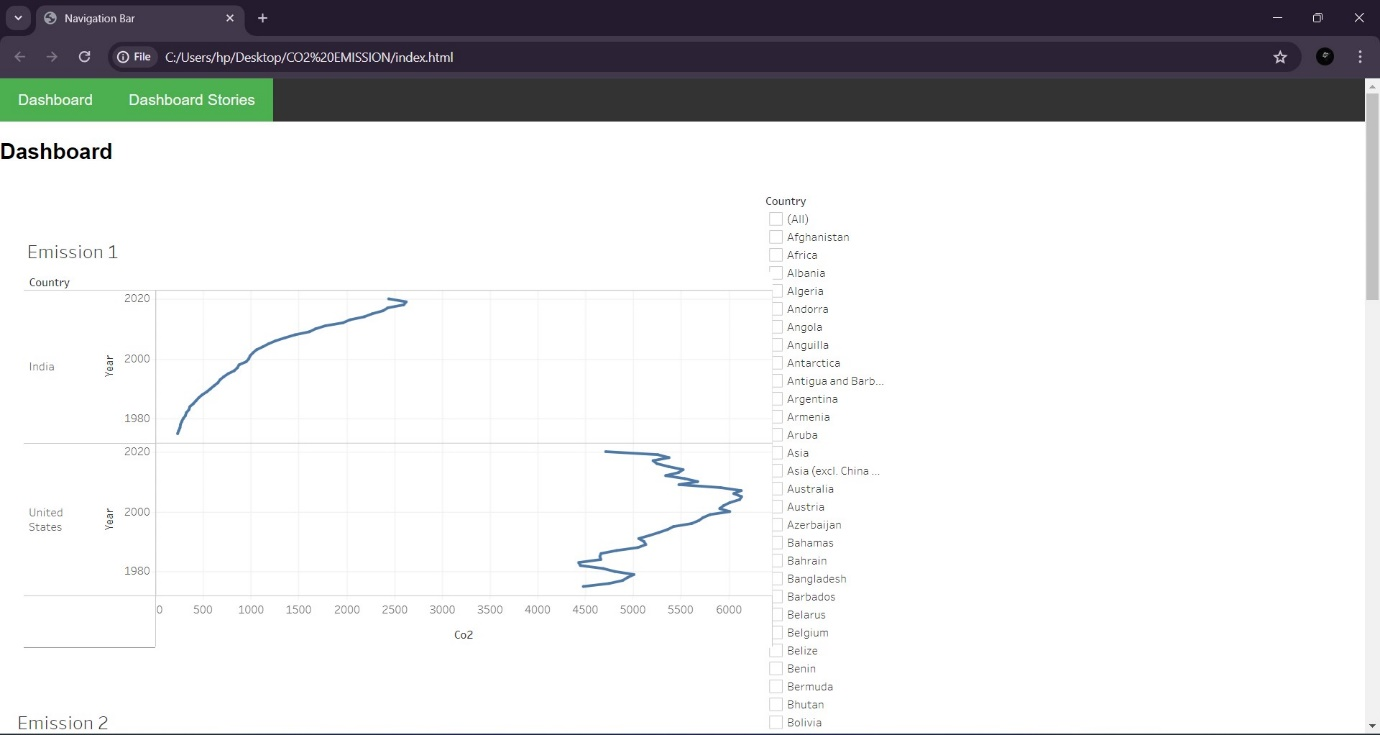 Navigation Bar
File C:/Users/hp/Desktop/CO2%20EMISSION/index.html
Dashboard Dashboard Stories
Dashboard
Emission 1
Country
India
Year
2020
2000
1980
United
States
Year
2020
2000
1980
0 500 1000 1500 2000 2500 3000 3500 4000 4500 5000 5500 6000
Co2
Emission 2
Country
(All)
Afghanistan
Africa
Albania
Algeria
Andorra
Angola
Anguilla
Antarctica
Antigua and Barb...
Argentina
Armenia
Aruba
Asia
Asia (excl. China ...
Australia
Austria
Azerbaijan
Bahamas
Bahrain
Bangladesh
Barbados
Belarus
Belgium
Belize
Benin
Bermuda
Bhutan
Bolivia